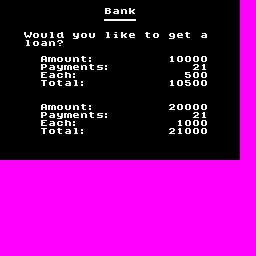 Bank
Would you like to get a
loan?
Amount: 10000
Payments: 21
Each: 500
Total: 10500
Amount: 20000
Payments: 21
Each: 1000
Total: 21000